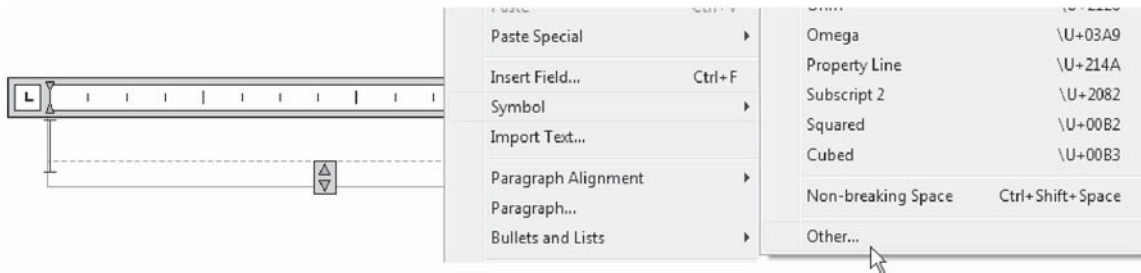 Paste Special
Insert Field... Ctrl+F
Symbol
Import Text...
Paragraph Alignment
Paragraph...
Bullets and Lists
Omega \U+03A9
Property Line \U+214A
Subscript 2 \U+2082
Squared \U+00B2
Cubed \U+00B3
Non-breaking Space Ctrl+Shift+Space
Other...